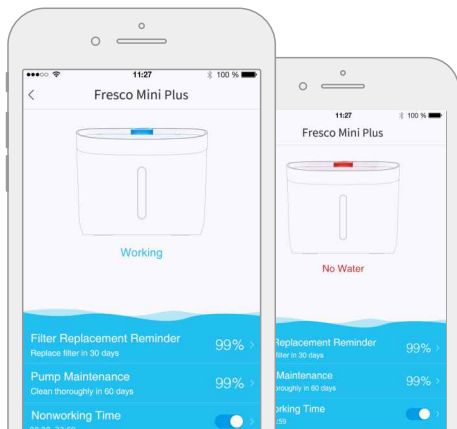 11:27
100 %
Fresco Mini Plus
Working
Filter Replacement Reminder
Replace filter in 30 days
99%
Pump Maintenance
Clean thoroughly in 60 days
99%
Nonworking Time
11:27
100 %
Fresco Mini Plus
No Water
Replacement Reminder
filter in 30 days
99%
Maintenance
oroughly in 60 days
99%
orking Time
:59